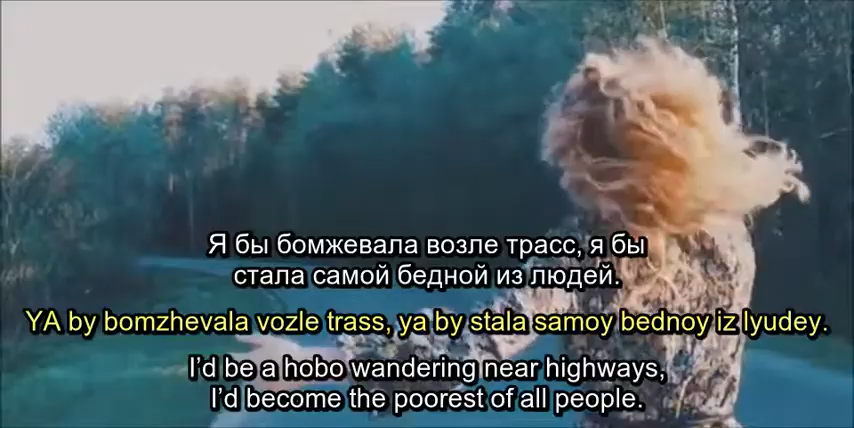 Я бы бомжевала возле трасс, я бы
стала самой бедной из людей.
YA by bomzhevala vozle trass, ya by stala samoy bednoy iz lyudey.
I'd be a hobo wandering near highways,
I'd become the poorest of all people.